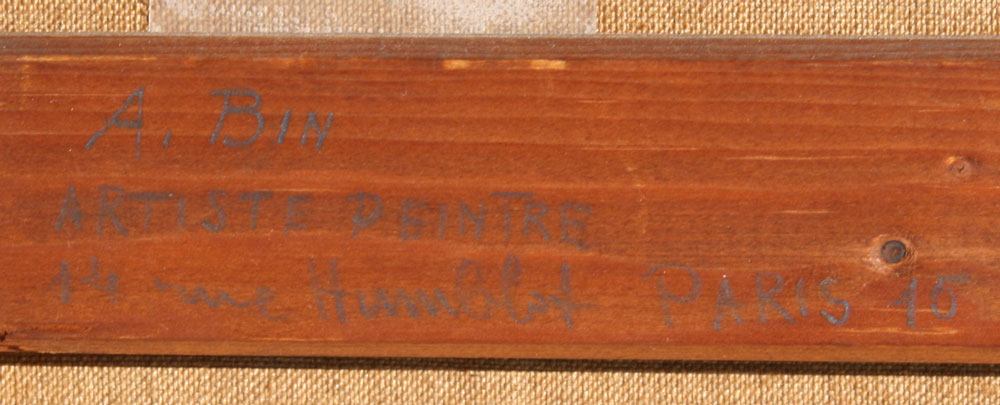 A. BIN
ARTISTE PEINTRE
14 rue Humblot PARIS 15